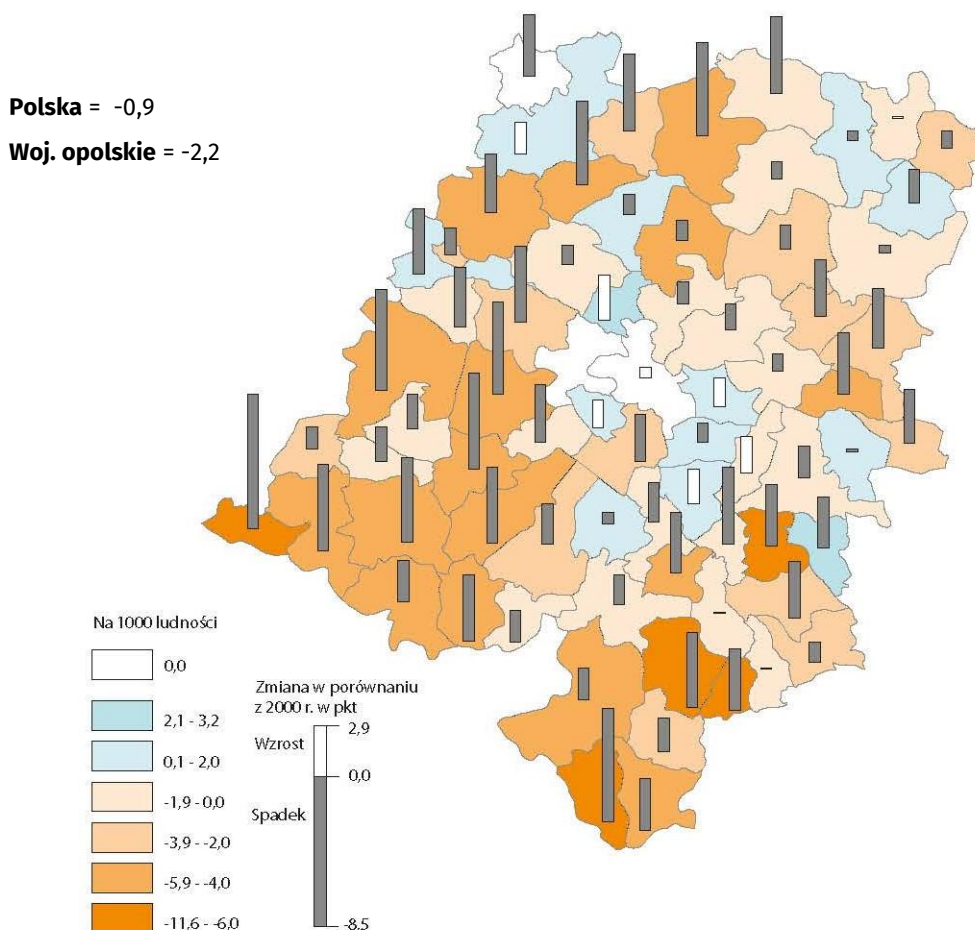 Polska = -0,9
Woj. opolskie = -2,2
Na 1000 ludności
0,0
2,1 - 3,2
0,1 - 2,0
-1,9 - 0,0
-3,9 - -2,0
-5,9 - -4,0
-11,6 - -6,0
Zmiana w porównaniu
z 2000 r. w pkt
Wzrost
2,9
0,0
Spadek
-8,5